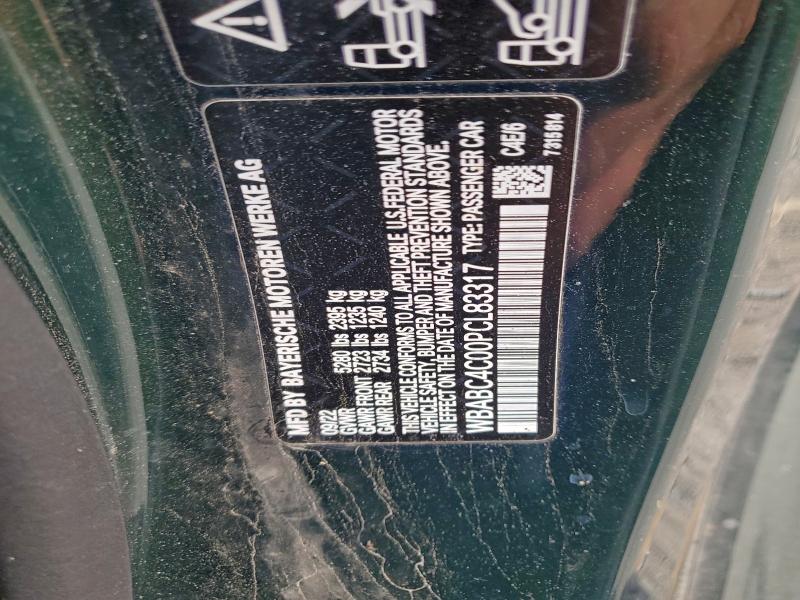 MFD BY BAYERISCHE MOTOREN WERKE AG
09/22
GVWR 5280 lbs 2395 kg
GAWR FRONT 2723 lbs 1235 kg
GAWR REAR 2734 lbs 1240 kg
THIS VEHICLE CONFORMS TO ALL APPLICABLE U.S.FEDERAL MOTOR
VEHICLE SAFETY, BUMPER AND THEFT PREVENTION STANDARDS
IN EFFECT ON THE DATE OF MANUFACTURE SHOWN ABOVE.
WBABC4C00PCL83317 TYPE: PASSENGER CAR
C4E/6
7315814